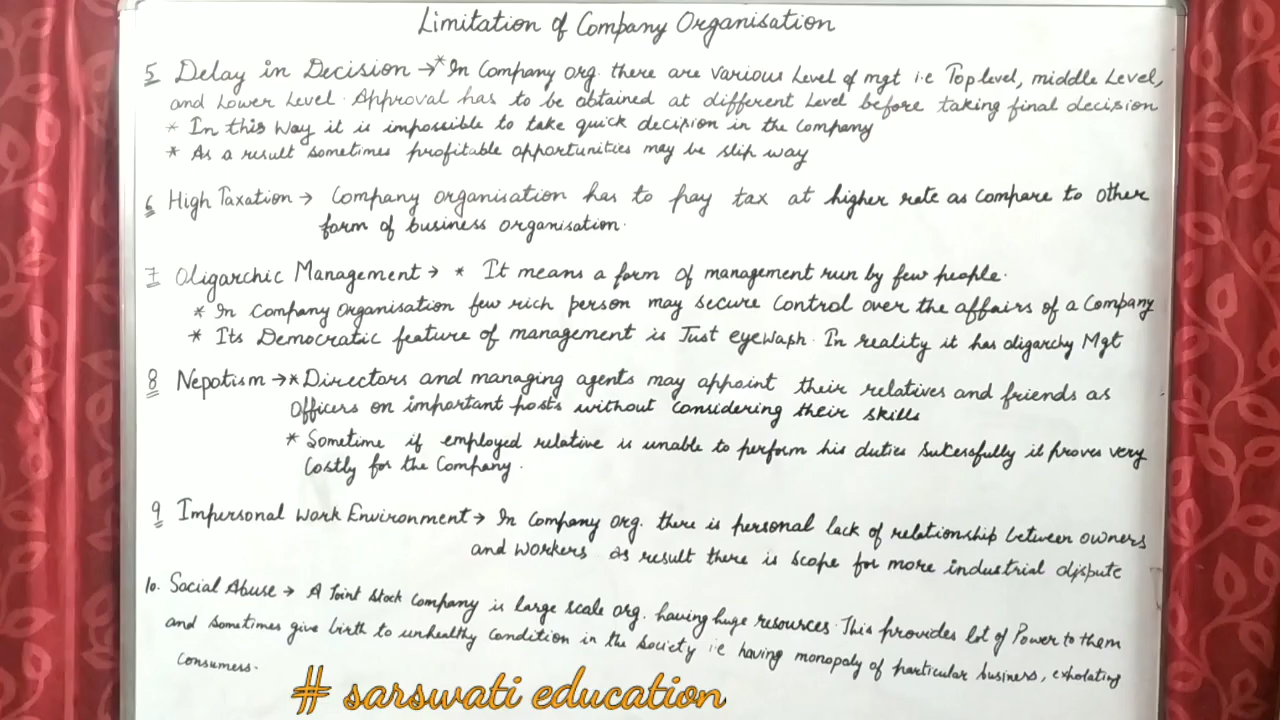 Limitation of Company Organisation
5 Delay in Decision → * In Company org. there are various Level of mgt i.e Top level, middle Level,
and Lower Level. Approval has to be obtained at different Level before taking final decision
* In this way it is impossible to take quick decision in the Company
* As a result sometimes profitable opportunities may be slip way
6 High Taxation → Company organisation has to pay tax at higher rate as compare to other
form of business organisation.
7 Oligarchic Management → * It means a form of management run by few people.
* In Company Organisation few rich person may secure Control over the affairs of a Company
* Its Democratic feature of management is Just eyewash. In reality it has oligarchy Mgt
8 Nepotism → * Directors and managing agents may appoint their relatives and friends as
Officers on important posts without considering their skills
* Sometime if employed relative is unable to perform his duties sucessfully it proves very
Costly for the Company.
9 Impersonal Work Environment → In Company org. there is personal lack of relationship between owners
and workers as result there is scope for more industrial dispute
10. Social Abuse → A Joint Stock Company is large scale org. having huge resources. This provides lot of Power to them
and sometimes give birth to unhealthy Condition in the society i.e having monopoly of particular business, exholating
Consumers.
# sarswati education